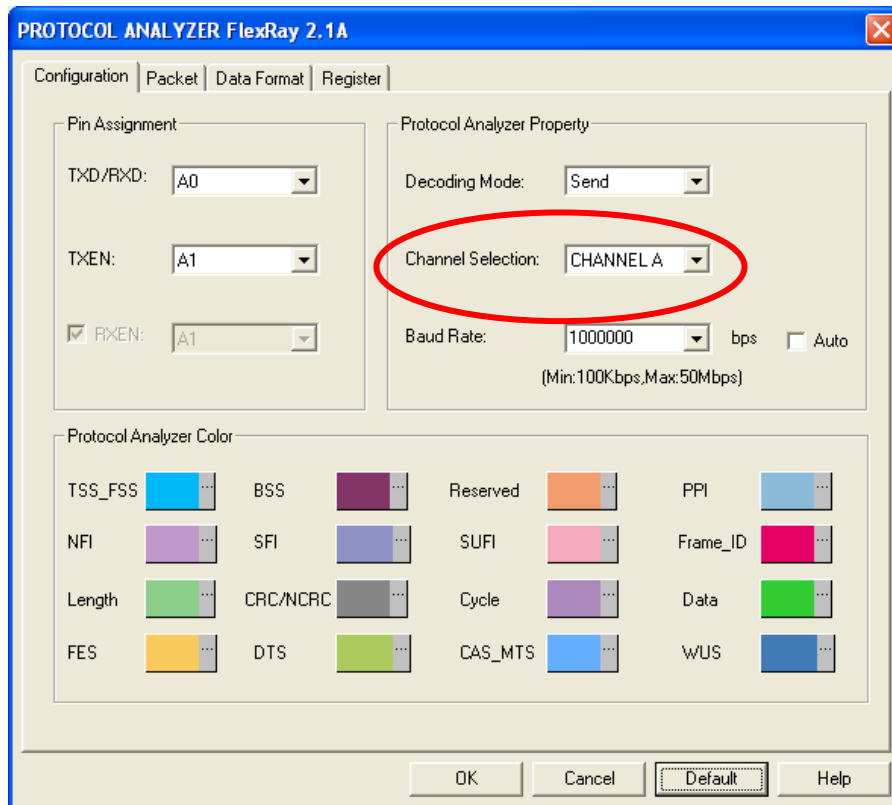 PROTOCOL ANALYZER FlexRay 2.1A
Configuration Packet Data Format Register
Pin Assignment
TXD/RXD: A0
TXEN: A1
RXEN: A1
Protocol Analyzer Property
Decoding Mode: Send
Channel Selection: CHANNEL A
Baud Rate: 1000000 bps Auto
(Min:100Kbps,Max:50Mbps)
Protocol Analyzer Color
TSS_FSS ... BSS ... Reserved ... PPI ...
NFI ... SFI ... SUFI ... Frame_ID ...
Length ... CRC/NCRC ... Cycle ... Data ...
FES ... DTS ... CAS_MTS ... WUS ...
OK Cancel Default Help